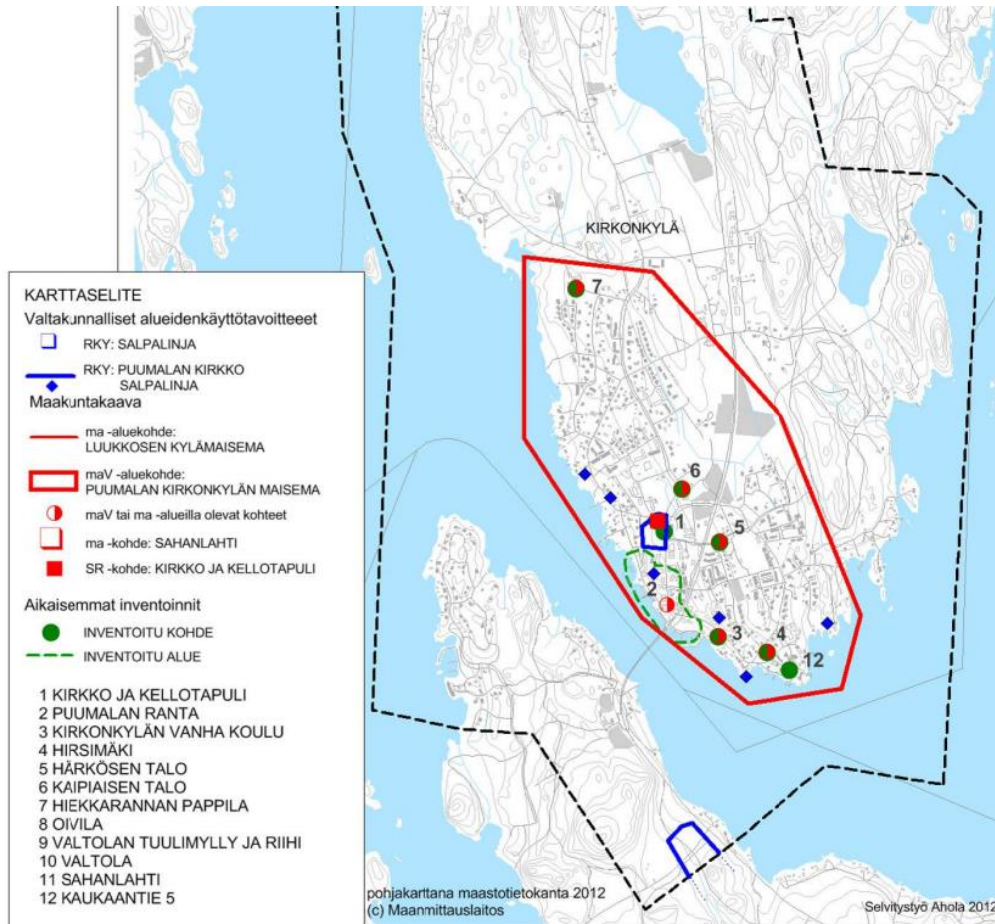 KIRKONKYLÄ
7
6
1
5
2
3
4
12
KARTTASELITE
Valtakunnalliset alueidenkäyttötavoitteeet
RKY: SALPALINJA
RKY: PUUMALAN KIRKKO
SALPALINJA
Maakuntakaava
ma -aluekohde:
LUUKKOSEN KYLÄMAISEMA
maV -aluekohde:
PUUMALAN KIRKONKYLÄN MAISEMA
maV tai ma -alueilla olevat kohteet
ma -kohde: SAHANLAHTI
SR -kohde: KIRKKO JA KELLOTAPULI
Aikaisemmat inventoinnit
INVENTOITU KOHDE
INVENTOITU ALUE
1 KIRKKO JA KELLOTAPULI
2 PUUMALAN RANTA
3 KIRKONKYLÄN VANHA KOULU
4 HIRSIMÄKI
5 HÄRKÖSEN TALO
6 KAIPIAISEN TALO
7 HIEKKARANNAN PAPPILA
8 OIVILA
9 VALTOLAN TUULIMYLLY JA RIIHI
10 VALTOLA
11 SAHANLAHTI
12 KAUKAANTIE 5
pohjakarttana maastotietokanta 2012
(c) Maanmittauslaitos
Selvitystyö Ahola 2012